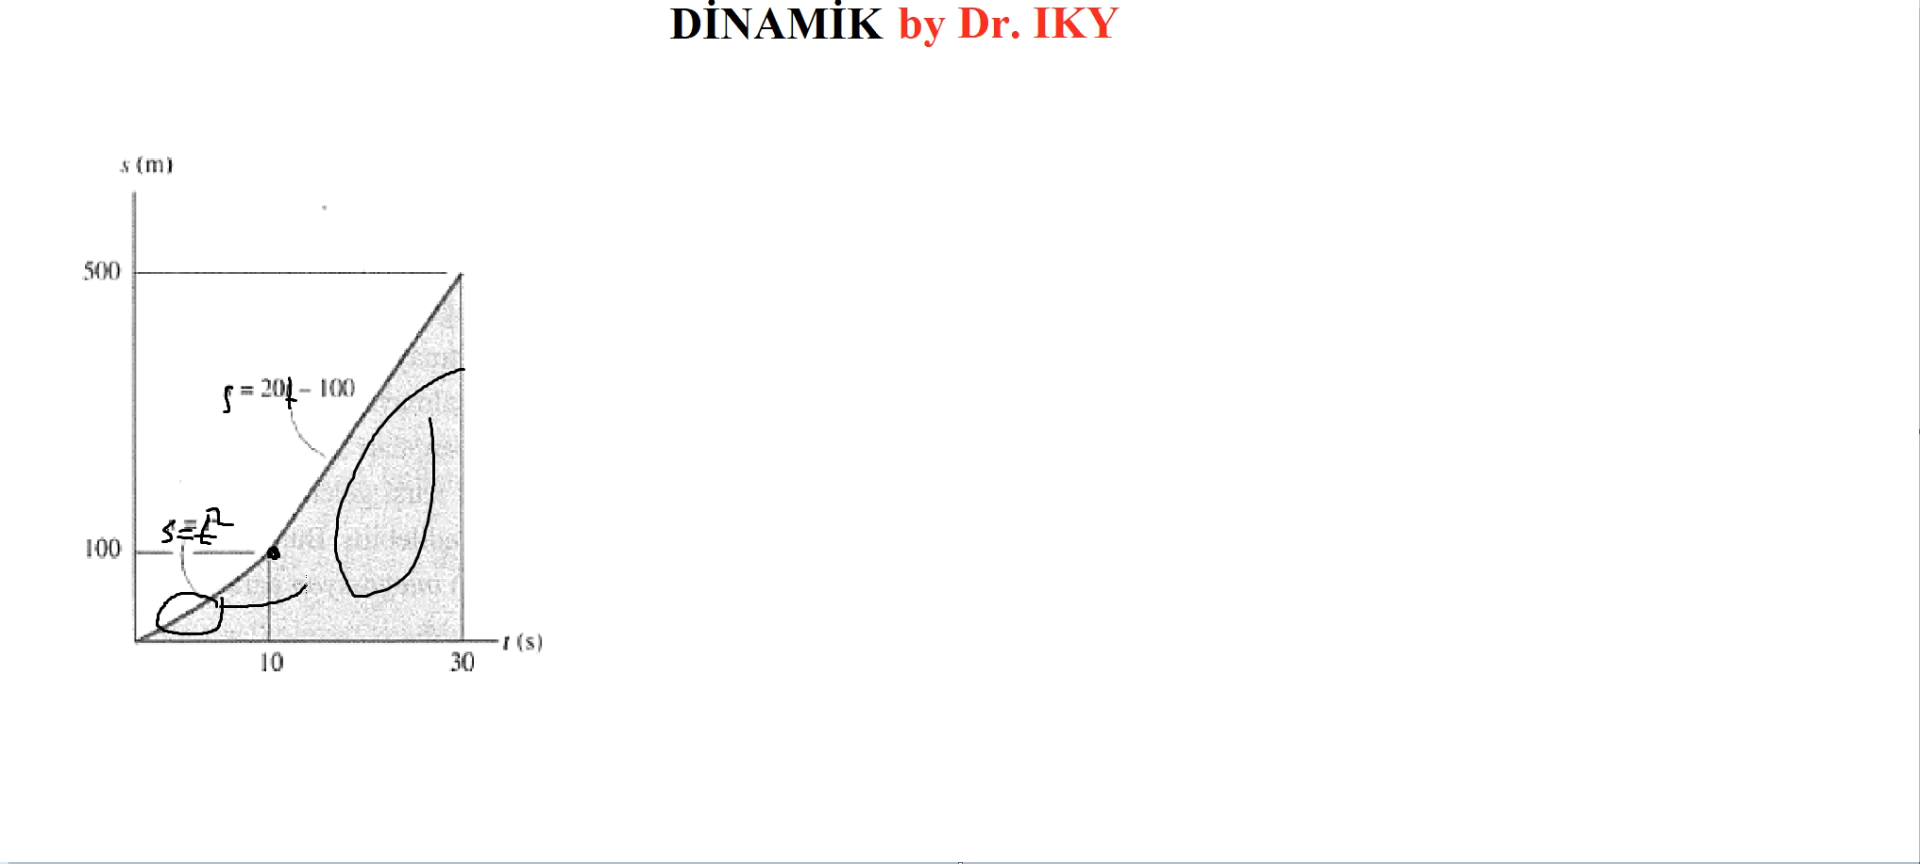 DİNAMİK by Dr. IKY
s (m)
500
s = 20t – 100
s = t²
100
t (s)
10
30